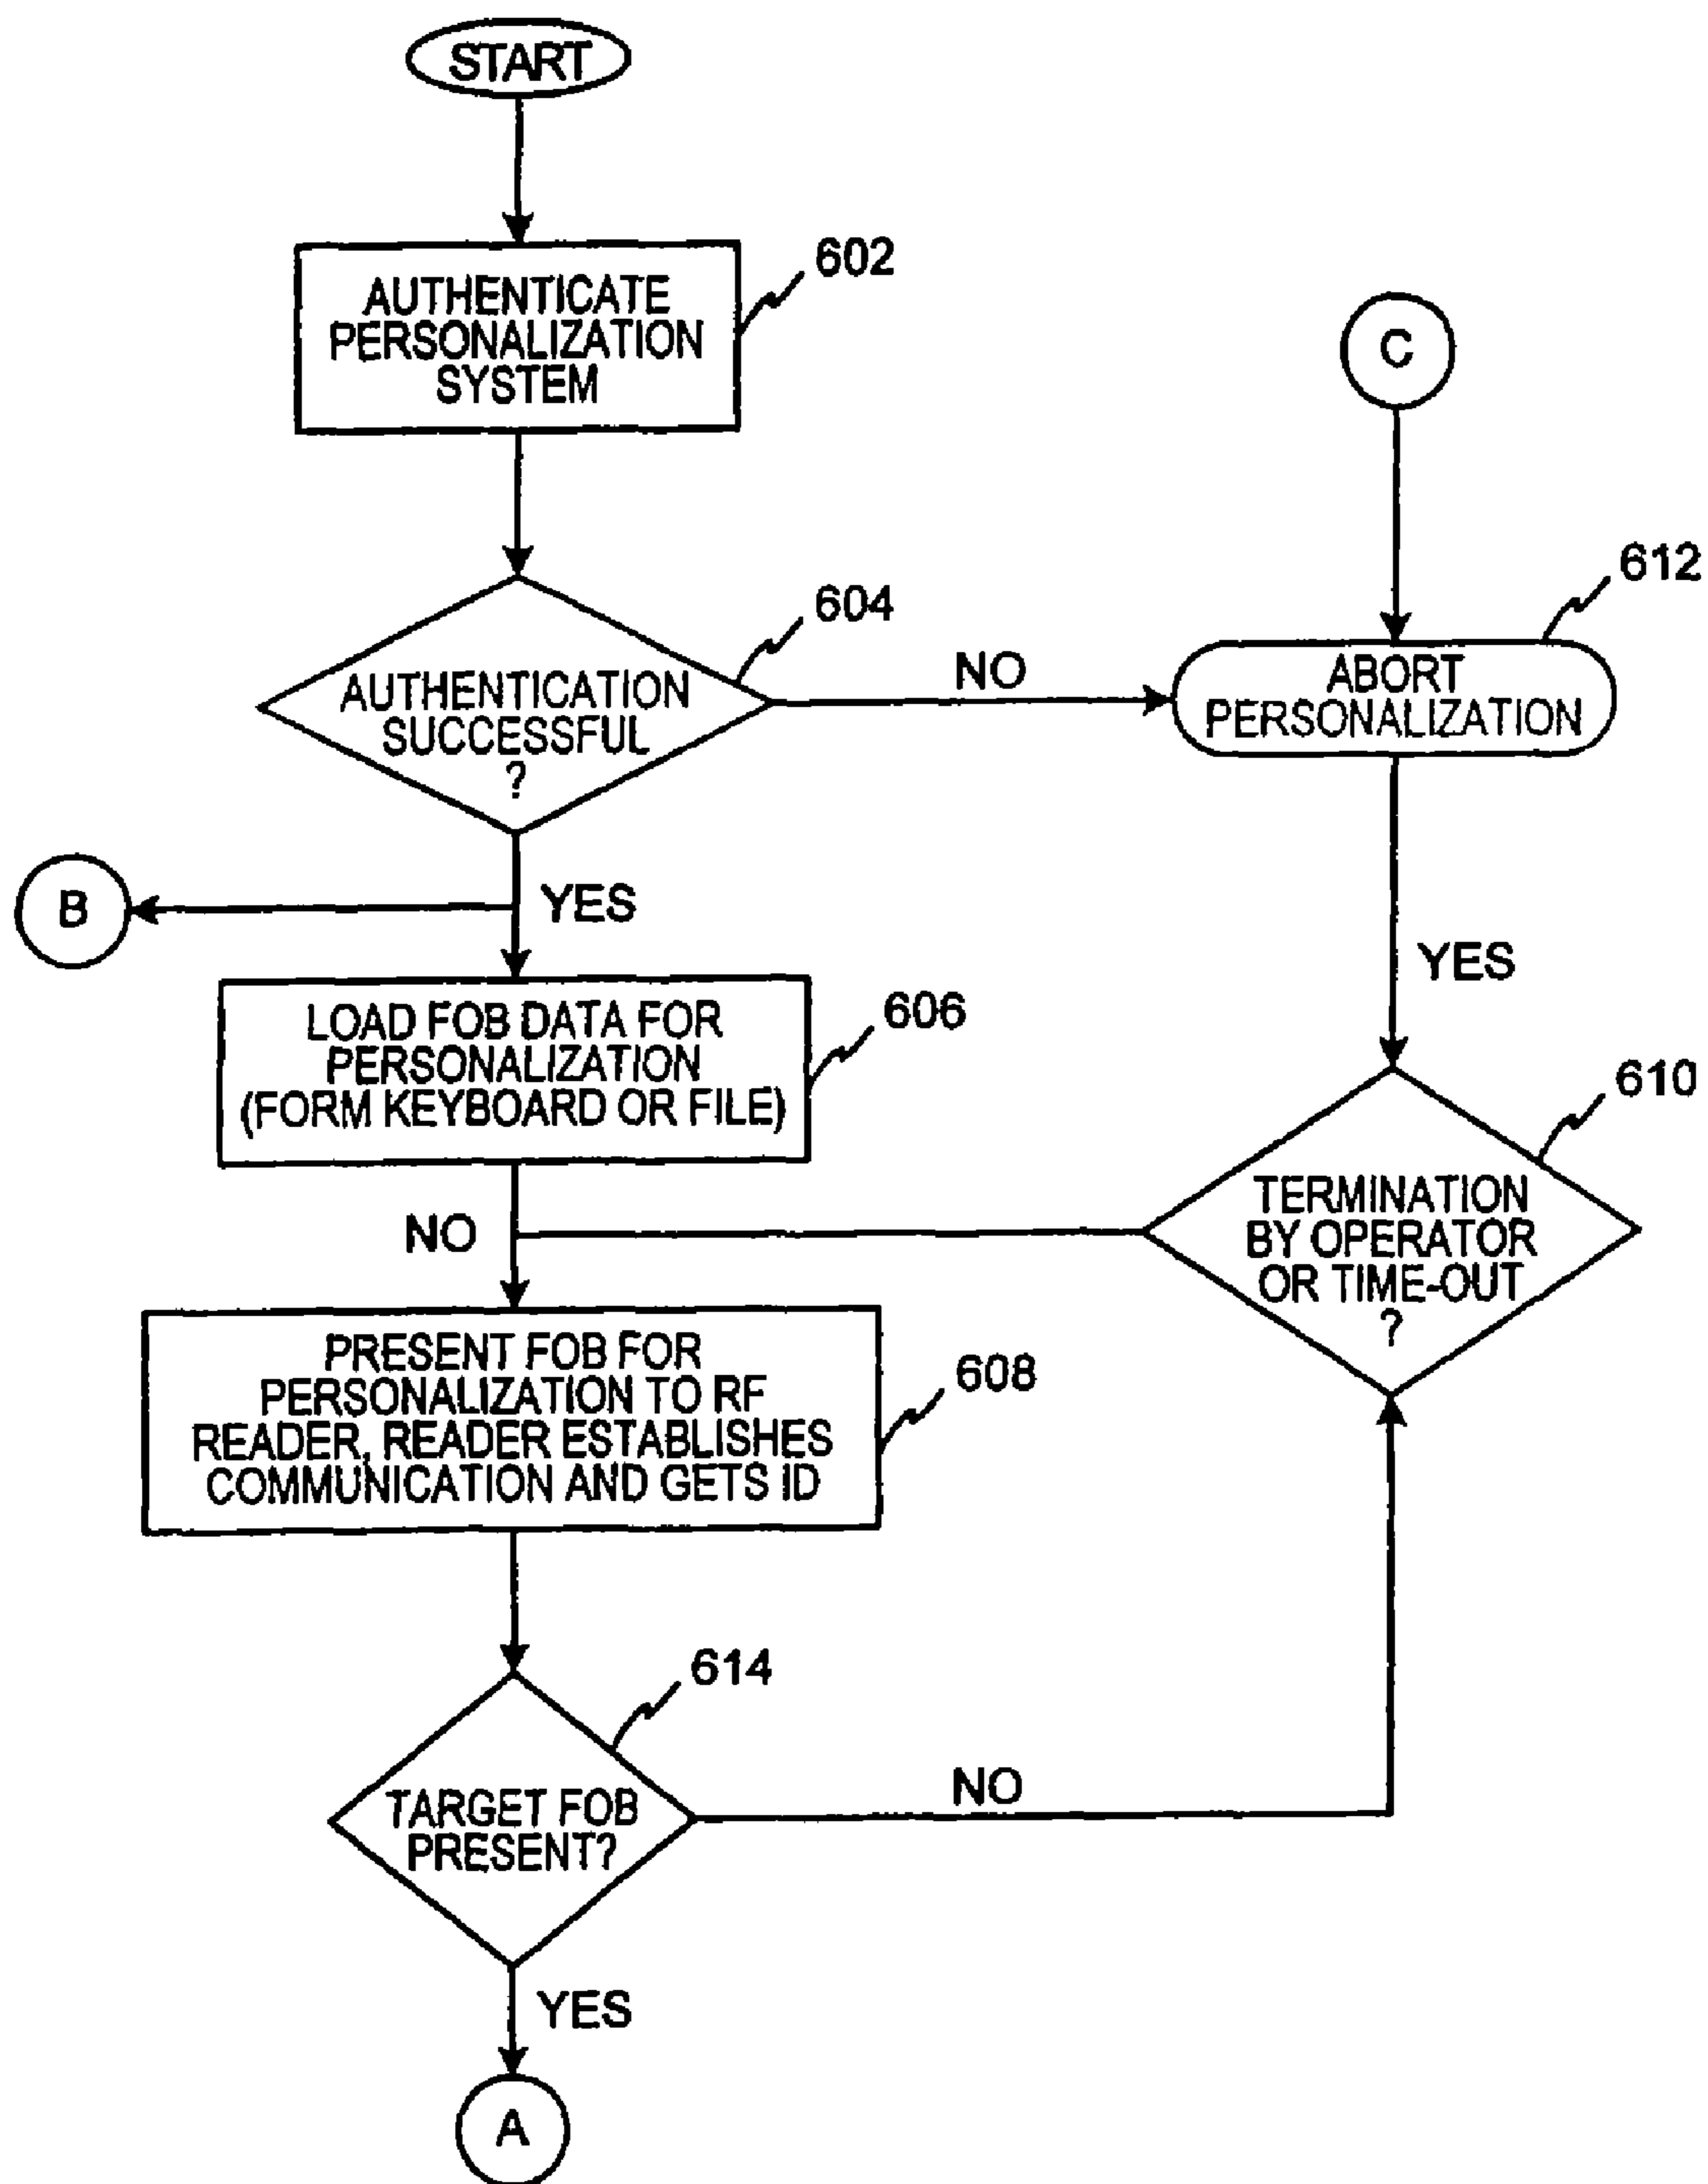 START
602
AUTHENTICATE
PERSONALIZATION
SYSTEM
C
612
604
NO
AUTHENTICATION
SUCCESSFUL
?
ABORT
PERSONALIZATION
B
YES
YES
606
LOAD FOB DATA FOR
PERSONALIZATION
(FORM KEYBOARD OR FILE)
610
TERMINATION
BY OPERATOR
OR TIME-OUT
?
NO
608
PRESENT FOB FOR
PERSONALIZATION TO RF
READER, READER ESTABLISHES
COMMUNICATION AND GETS ID
614
TARGET FOB
PRESENT?
NO
YES
A